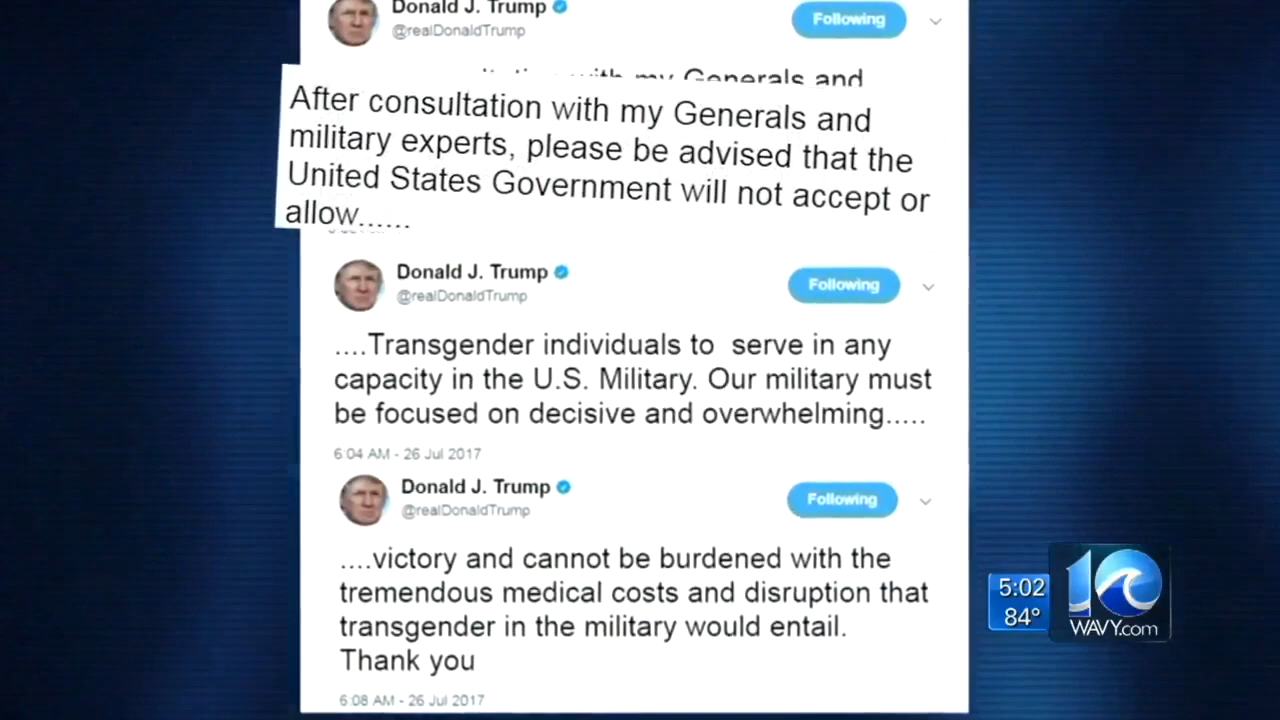 Donald J. Trump
@realDonaldTrump
Following
with my Generals and
After consultation with my Generals and
military experts, please be advised that the
United States Government will not accept or
allow......
Donald J. Trump
@realDonaldTrump
Following
....Transgender individuals to serve in any
capacity in the U.S. Military. Our military must
be focused on decisive and overwhelming.....
6:04 AM - 26 Jul 2017
Donald J. Trump
@realDonaldTrump
Following
....victory and cannot be burdened with the
tremendous medical costs and disruption that
transgender in the military would entail.
Thank you
6:08 AM - 26 Jul 2017
5:02
84°
10
WAVY.com